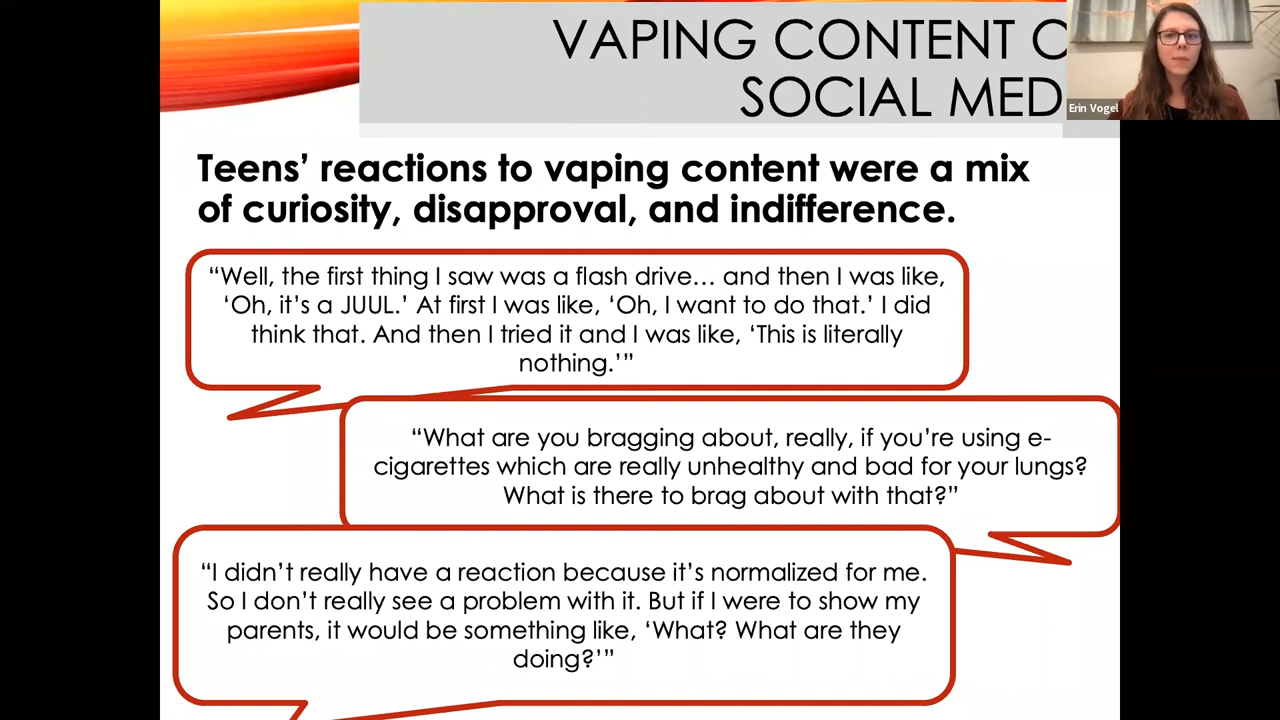 VAPING CONTENT
SOCIAL MED
Erin Vogel
Teens’ reactions to vaping content were a mix
of curiosity, disapproval, and indifference.
“Well, the first thing I saw was a flash drive… and then I was like,
‘Oh, it’s a JUUL.’ At first I was like, ‘Oh, I want to do that.’ I did
think that. And then I tried it and I was like, ‘This is literally
nothing.’”
“What are you bragging about, really, if you’re using e-
cigarettes which are really unhealthy and bad for your lungs?
What is there to brag about with that?”
“I didn’t really have a reaction because it’s normalized for me.
So I don’t really see a problem with it. But if I were to show my
parents, it would be something like, ‘What? What are they
doing?’”